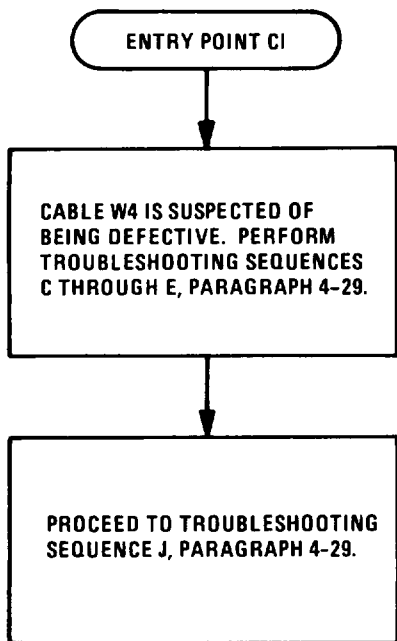 ENTRY POINT CI
CABLE W4 IS SUSPECTED OF
BEING DEFECTIVE. PERFORM
TROUBLESHOOTING SEQUENCES
C THROUGH E, PARAGRAPH 4-29.
PROCEED TO TROUBLESHOOTING
SEQUENCE J, PARAGRAPH 4-29.